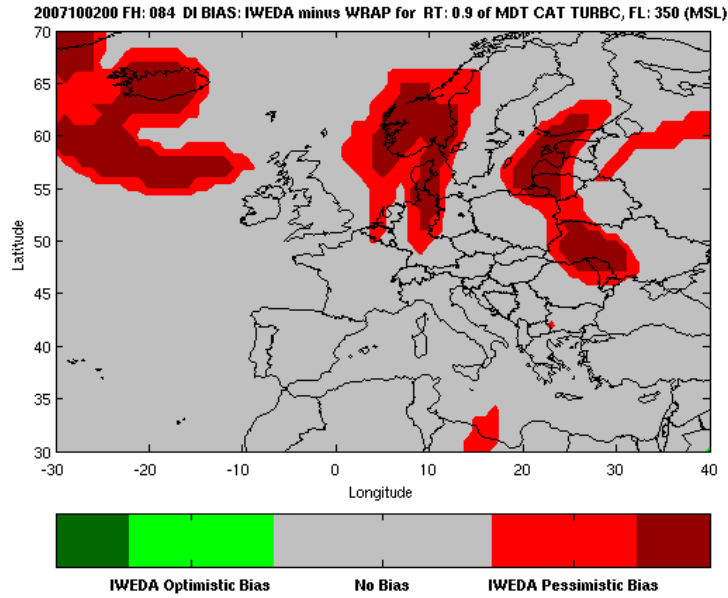 2007100200 FH: 084 DI BIAS: IWEDA minus WRAP for RT: 0.9 of MDT CAT TURBC, FL: 350 (MSL)
70
65
60
55
50
45
40
35
30
Latitude
-30 -20 -10 0 10 20 30 40
Longitude
IWEDA Optimistic Bias No Bias IWEDA Pessimistic Bias